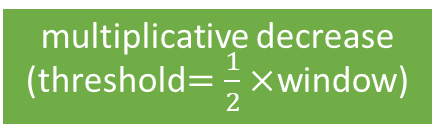 multiplicative decrease
(threshold= 1/2 ×window)